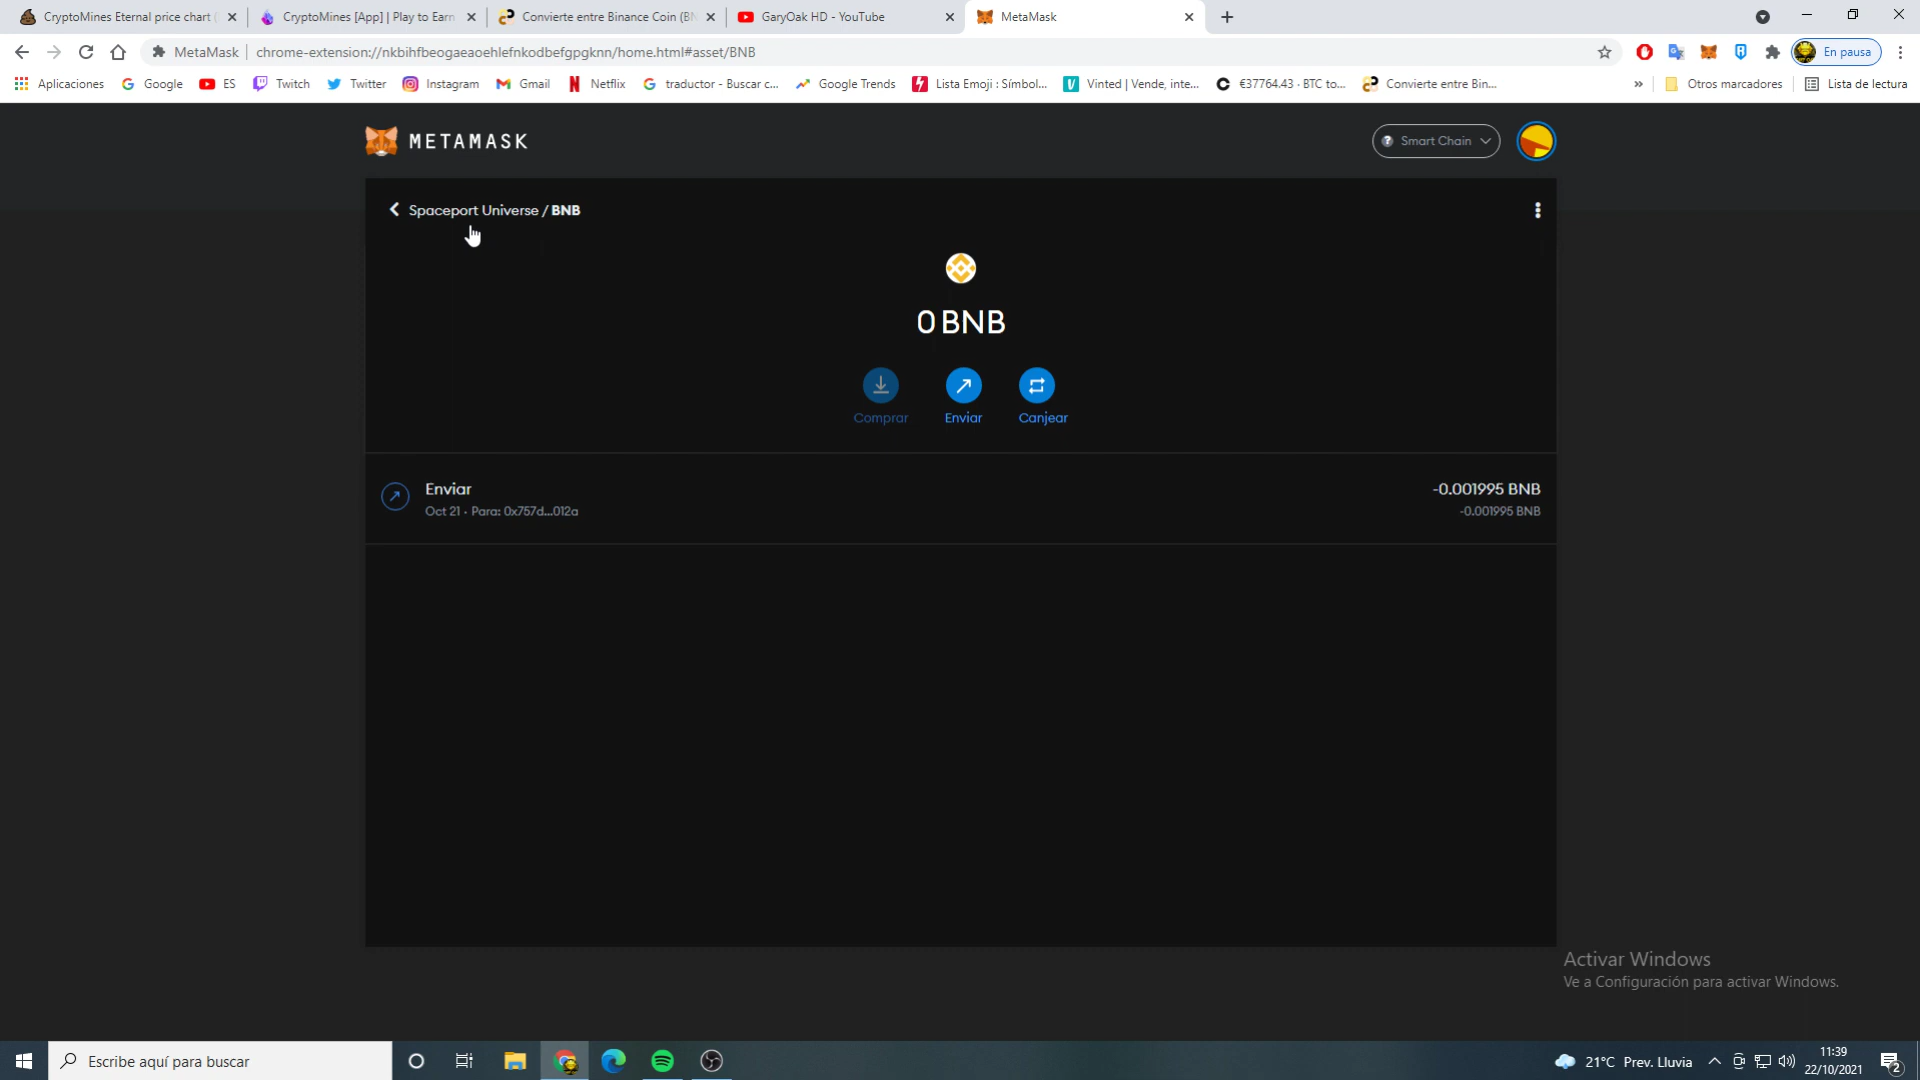 CryptoMines Eternal price chart (
CryptoMines [App] | Play to Earn
Convierte entre Binance Coin (BN
GaryOak HD - YouTube
MetaMask
MetaMask
chrome-extension://nkbihfbeogaeaoehlefnkodbefgpgknn/home.html#asset/BNB
En pausa
Aplicaciones
Google
ES
Twitch
Twitter
Instagram
Gmail
Netflix
traductor - Buscar c...
Google Trends
Lista Emoji : Símbol...
Vinted | Vende, inte...
€37764.43 · BTC to...
Convierte entre Bin...
»
Otros marcadores
Lista de lectura
METAMASK
Smart Chain
Spaceport Universe / BNB
0 BNB
Comprar
Enviar
Canjear
Enviar
-0.001995 BNB
Oct 21 · Para: 0x757d...012a
-0.001995 BNB
Activar Windows
Ve a Configuración para activar Windows.
Escribe aquí para buscar
21°C Prev. Lluvia
11:39
22/10/2021
2